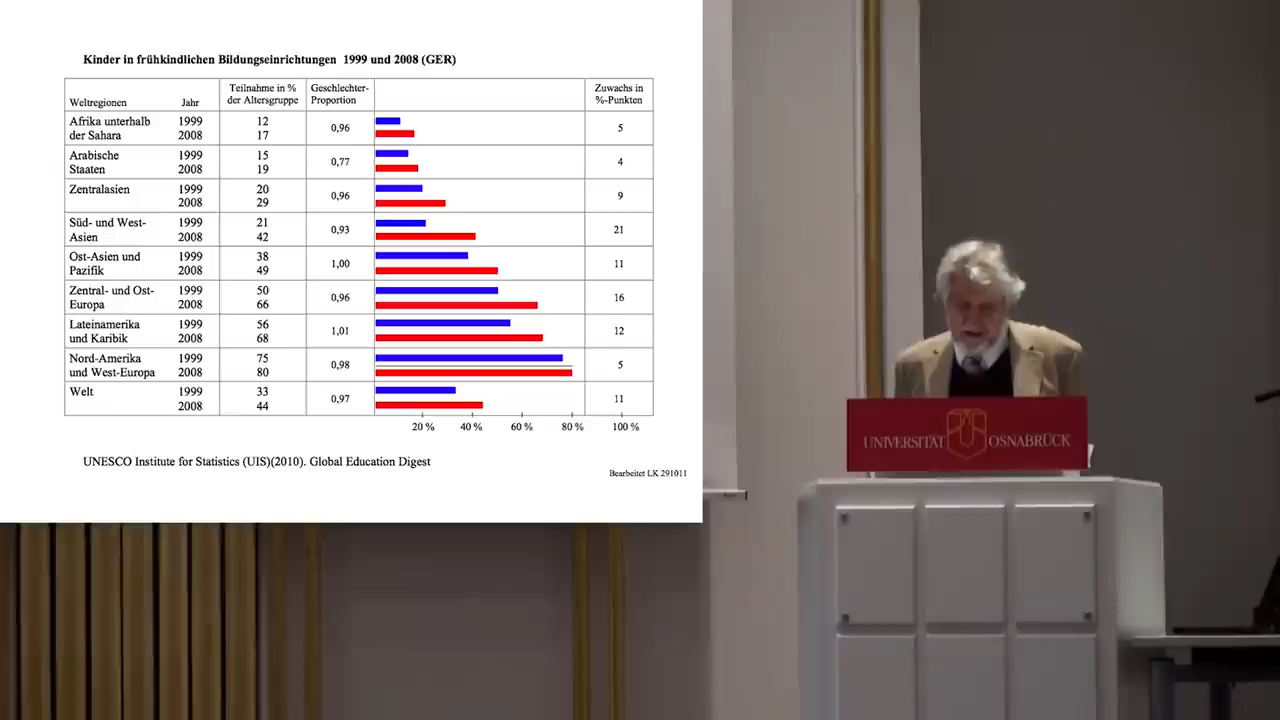 Kinder in frühkindlichen Bildungseinrichtungen 1999 und 2008 (GER)
Weltregionen Jahr Teilnahme in % der Altersgruppe Geschlechter-Proportion Zuwachs in %-Punkten
Afrika unterhalb 1999 12
der Sahara 2008 17 0,96 5
Arabische 1999 15
Staaten 2008 19 0,77 4
Zentralasien 1999 20
2008 29 0,96 9
Süd- und West- 1999 21
Asien 2008 42 0,93 21
Ost-Asien und 1999 38
Pazifik 2008 49 1,00 11
Zentral- und Ost- 1999 50
Europa 2008 66 0,96 16
Lateinamerika 1999 56
und Karibik 2008 68 1,01 12
Nord-Amerika 1999 75
und West-Europa 2008 80 0,98 5
Welt 1999 33
2008 44 0,97 11
20 % 40 % 60 % 80 % 100 %
UNESCO Institute for Statistics (UIS)(2010). Global Education Digest
Bearbeitet LK 291011
UNIVERSITÄT OSNABRÜCK